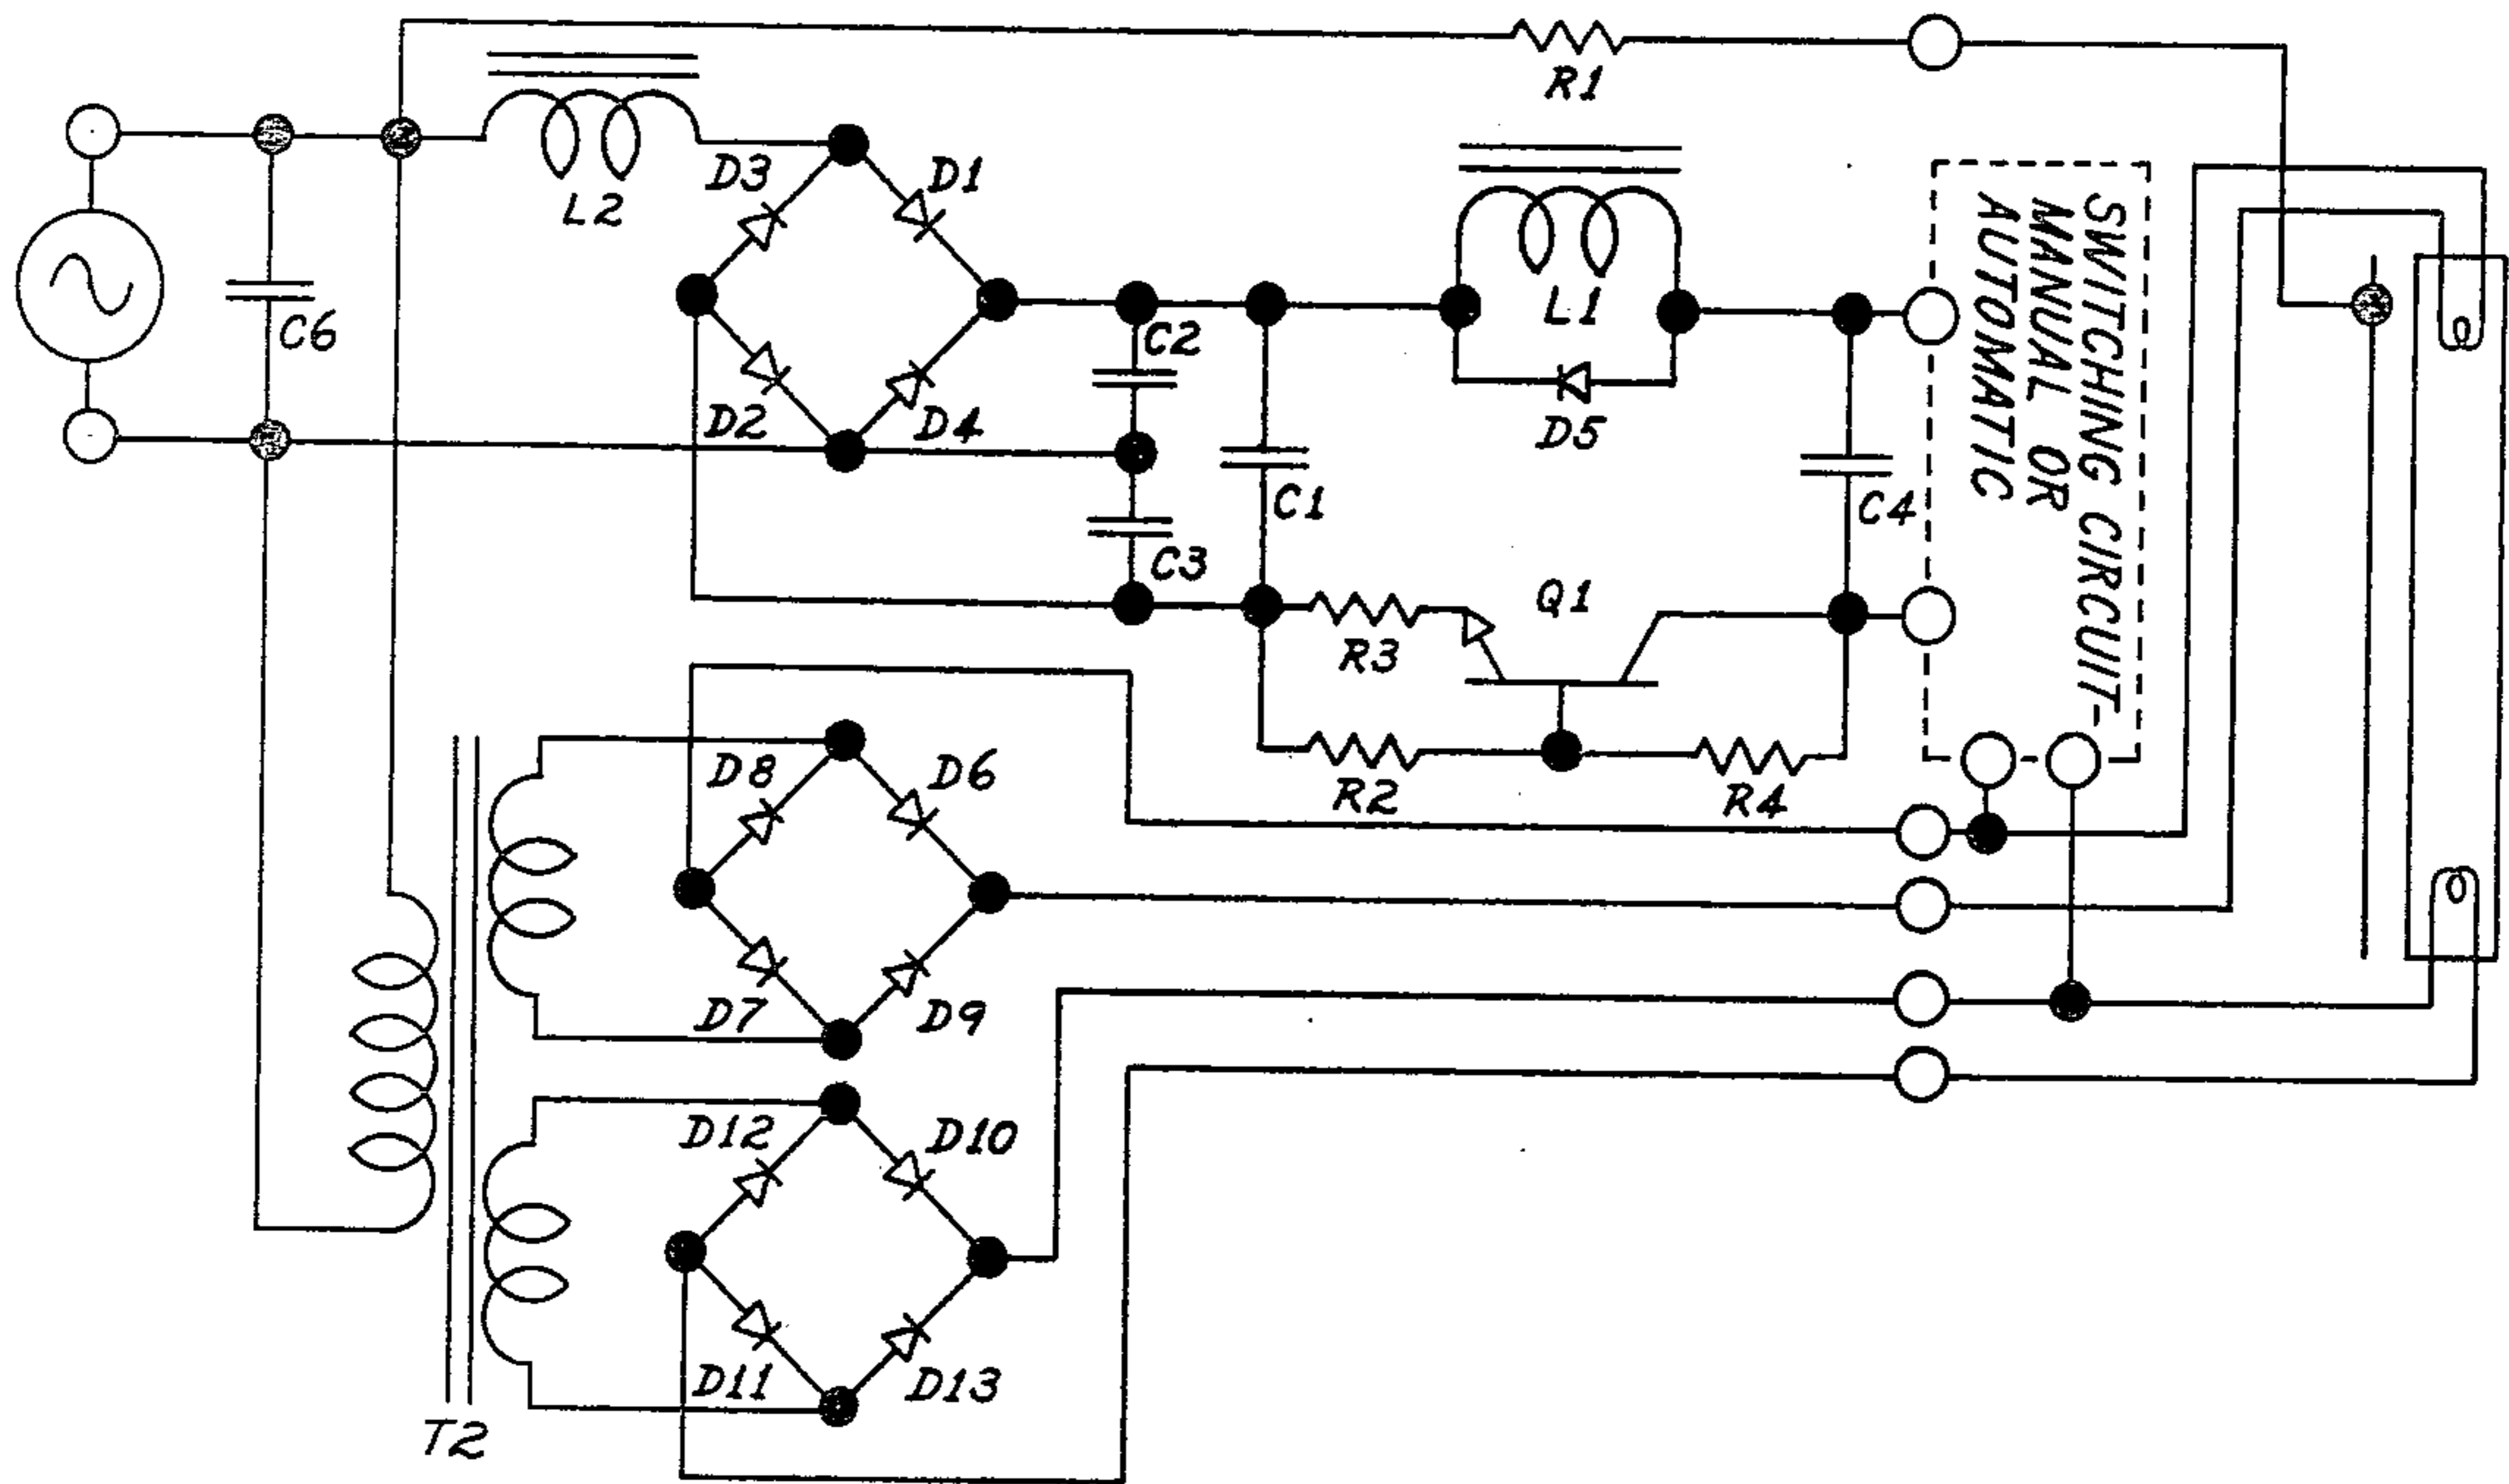 R1
L2
D3
D1
C6
D2
D4
C2
C3
C1
L1
D5
C4
SWITCHING CIRCUIT-
MANUAL OR
AUTOMATIC
Q1
R3
R2
R4
D8
D6
D7
D9
D12
D10
D11
D13
T2